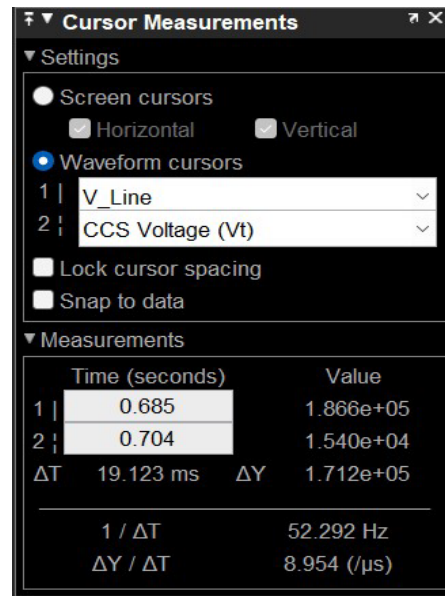 Cursor Measurements
Settings
Screen cursors
Horizontal Vertical
Waveform cursors
1 | V_Line
2 ¦ CCS Voltage (Vt)
Lock cursor spacing
Snap to data
Measurements
Time (seconds) Value
1 | 0.685 1.866e+05
2 ¦ 0.704 1.540e+04
ΔT 19.123 ms ΔY 1.712e+05
1 / ΔT 52.292 Hz
ΔY / ΔT 8.954 (/μs)